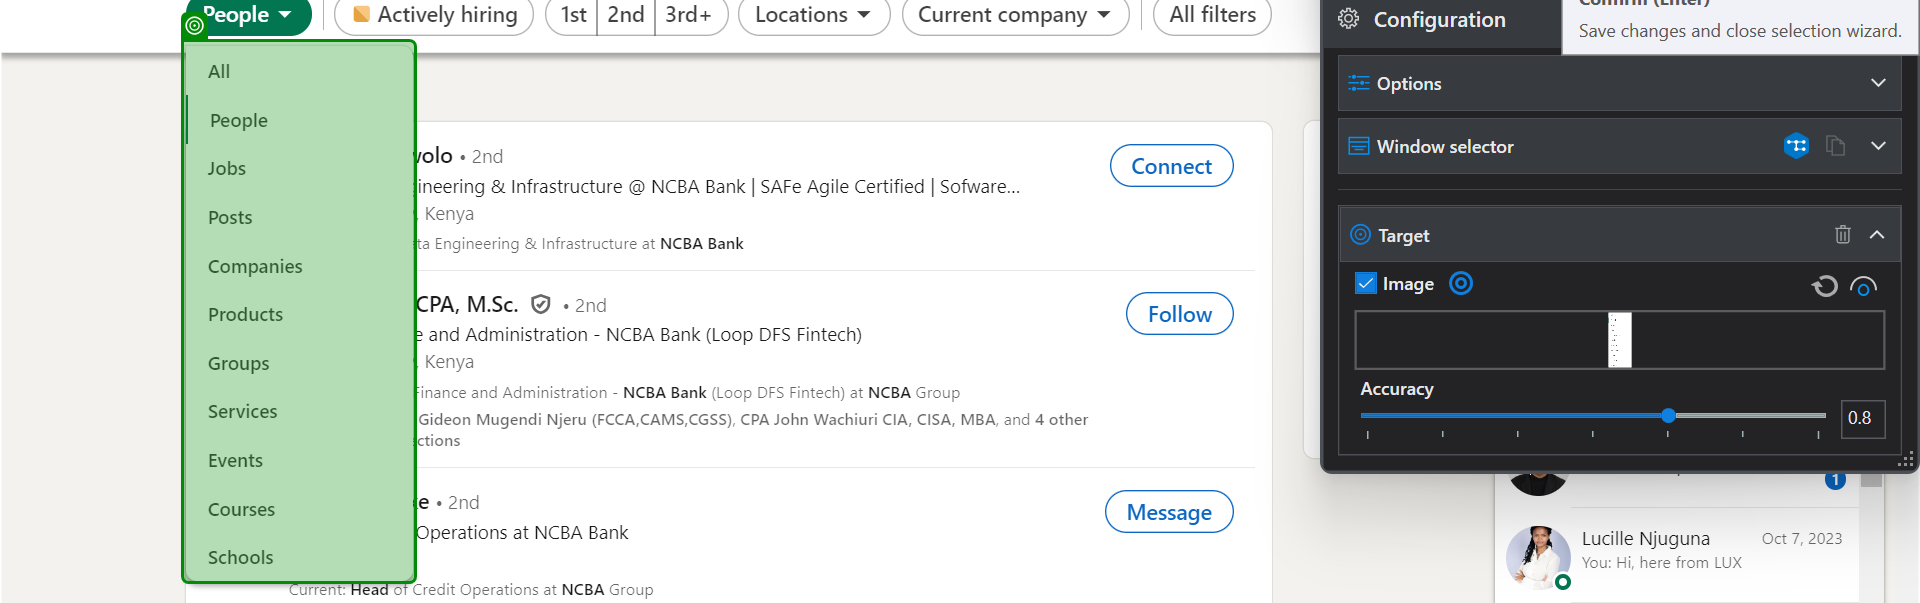 People
Actively hiring
1st
2nd
3rd+
Locations
Current company
All filters
All
People
Jobs
Posts
Companies
Products
Groups
Services
Events
Courses
Schools
• 2nd
Connect
& Infrastructure @ NCBA Bank | SAFe Agile Certified | Sofware...
Kenya
Engineering & Infrastructure at NCBA Bank
CPA, M.Sc. • 2nd
Follow
and Administration - NCBA Bank (Loop DFS Fintech)
Kenya
Finance and Administration - NCBA Bank (Loop DFS Fintech) at NCBA Group
Gideon Mugendi Njeru (FCCA,CAMS,CGSS), CPA John Wachiuri CIA, CISA, MBA, and 4 other
• 2nd
Message
Operations at NCBA Bank
Current: Head of Credit Operations at NCBA Group
Configuration
Confirm (Enter)
Save changes and close selection wizard.
Options
Window selector
Target
Image
Accuracy
0.8
1
Lucille Njuguna
Oct 7, 2023
You: Hi, here from LUX